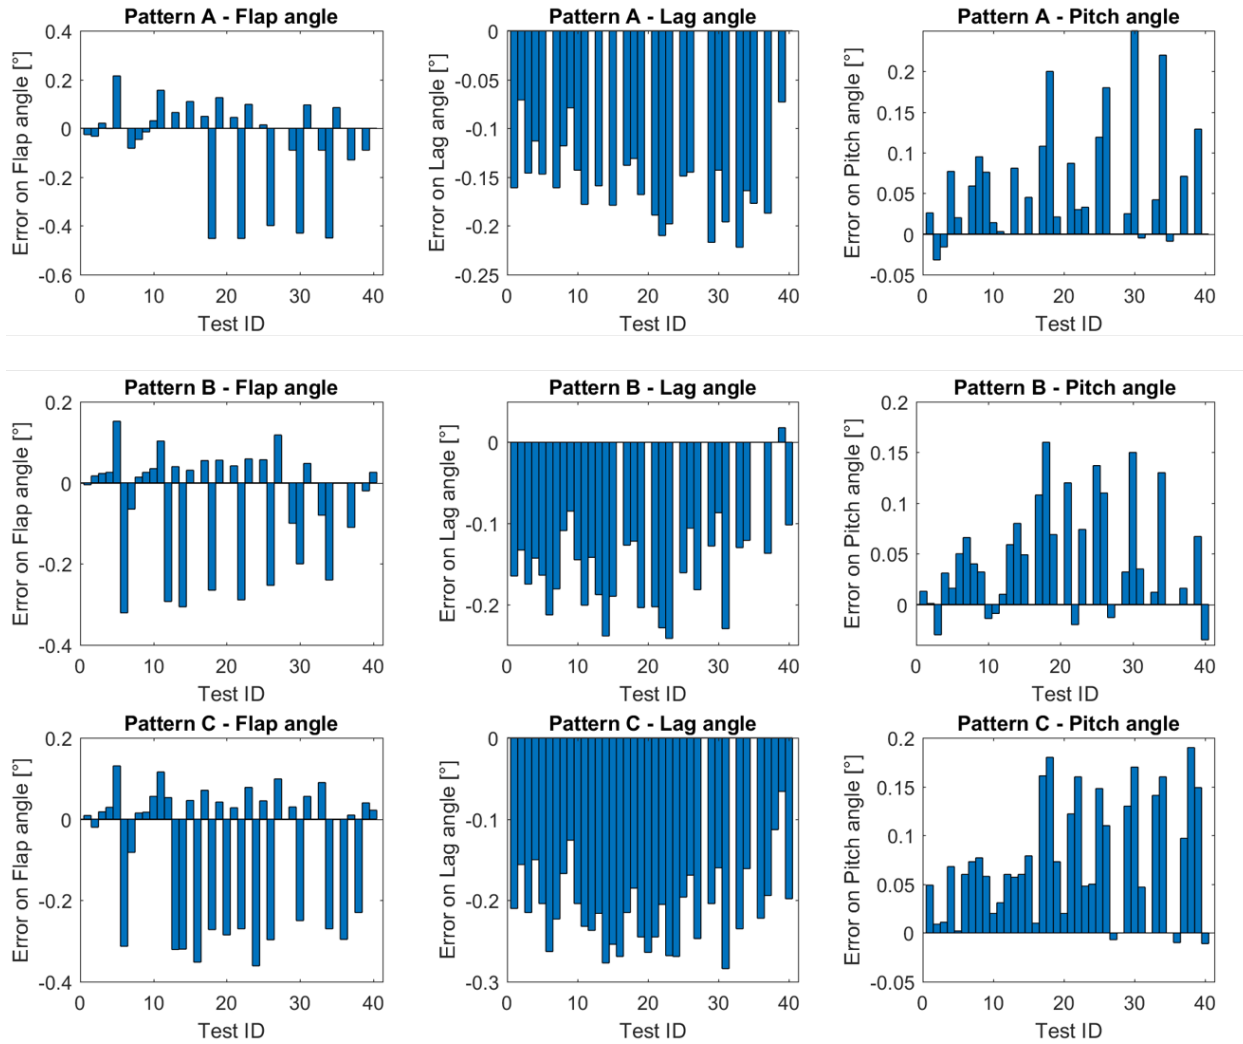 Pattern A - Flap angle
Error on Flap angle [°]
0.4
0.2
0
-0.2
-0.4
-0.6
0 10 20 30 40
Test ID
Pattern A - Lag angle
Error on Lag angle [°]
0
-0.05
-0.1
-0.15
-0.2
-0.25
0 10 20 30 40
Test ID
Pattern A - Pitch angle
Error on Pitch angle [°]
0.2
0.15
0.1
0.05
0
-0.05
0 10 20 30 40
Test ID
Pattern B - Flap angle
Error on Flap angle [°]
0.2
0
-0.2
-0.4
0 10 20 30 40
Test ID
Pattern B - Lag angle
Error on Lag angle [°]
0
-0.1
-0.2
0 10 20 30 40
Test ID
Pattern B - Pitch angle
Error on Pitch angle [°]
0.2
0.15
0.1
0.05
0
0 10 20 30 40
Test ID
Pattern C - Flap angle
Error on Flap angle [°]
0.2
0
-0.2
-0.4
0 10 20 30 40
Test ID
Pattern C - Lag angle
Error on Lag angle [°]
0
-0.1
-0.2
-0.3
0 10 20 30 40
Test ID
Pattern C - Pitch angle
Error on Pitch angle [°]
0.2
0.15
0.1
0.05
0
-0.05
0 10 20 30 40
Test ID